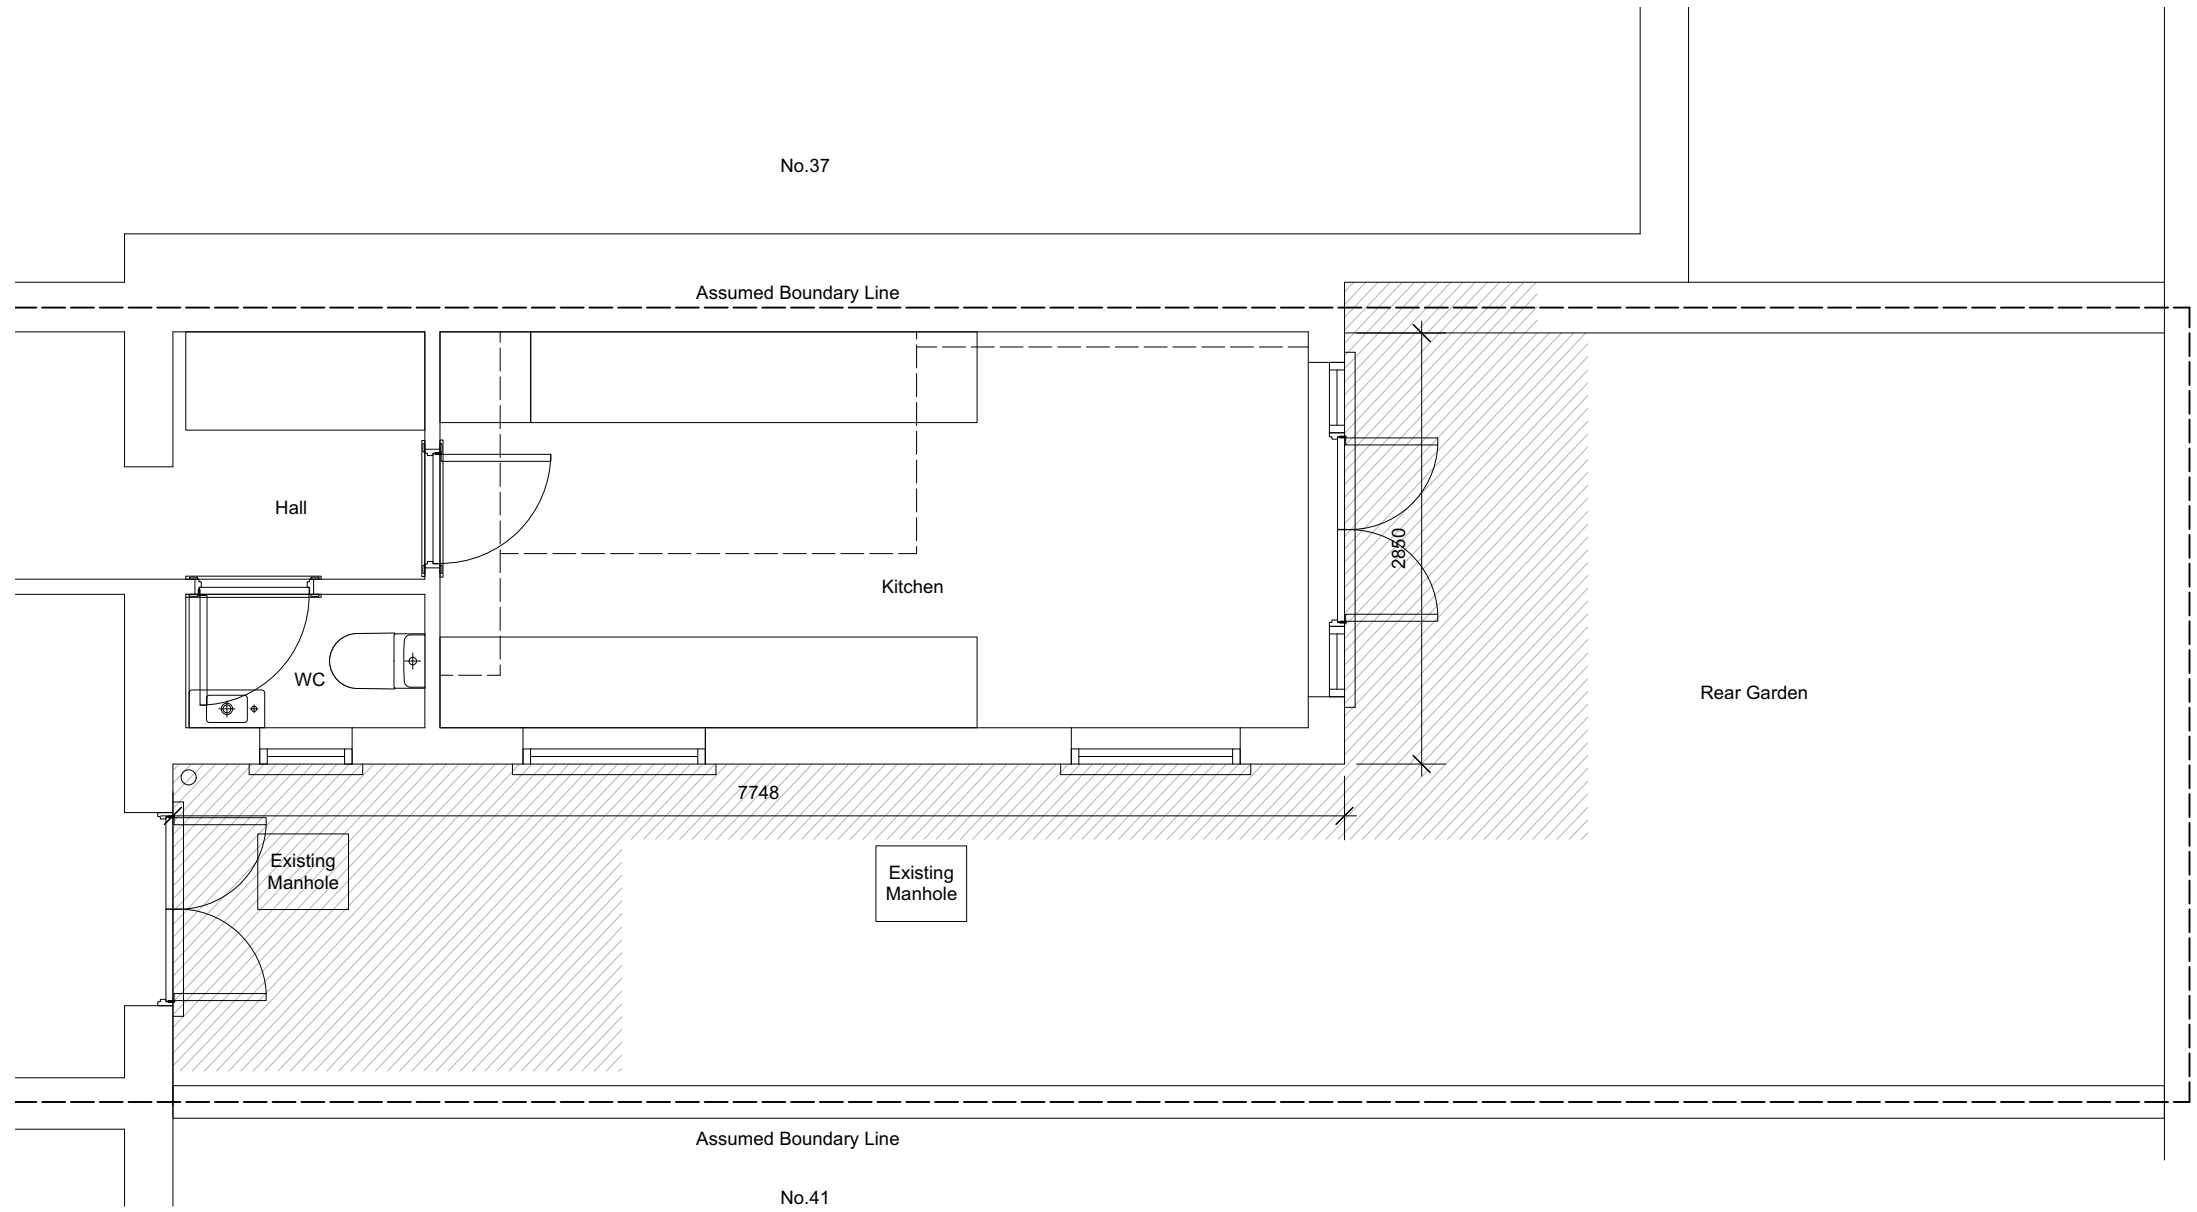 No.37
Assumed Boundary Line
Hall
2850
Kitchen
WC
Rear Garden
7748
Existing
Manhole
Existing
Manhole
Assumed Boundary Line
No.41